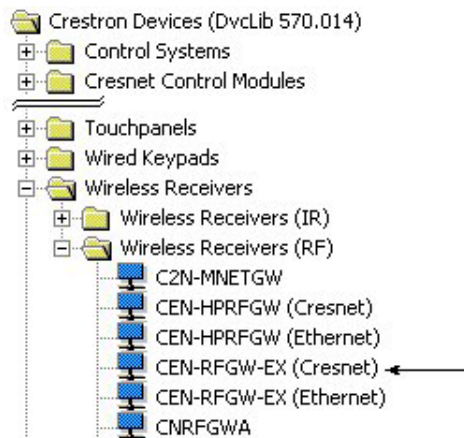 Crestron Devices (DvcLib 570.014)
Control Systems
Cresnet Control Modules
Touchpanels
Wired Keypads
Wireless Receivers
Wireless Receivers (IR)
Wireless Receivers (RF)
C2N-MNETGW
CEN-HPRFGW (Cresnet)
CEN-HPRFGW (Ethernet)
CEN-RFGW-EX (Cresnet)
CEN-RFGW-EX (Ethernet)
CNRFGWA